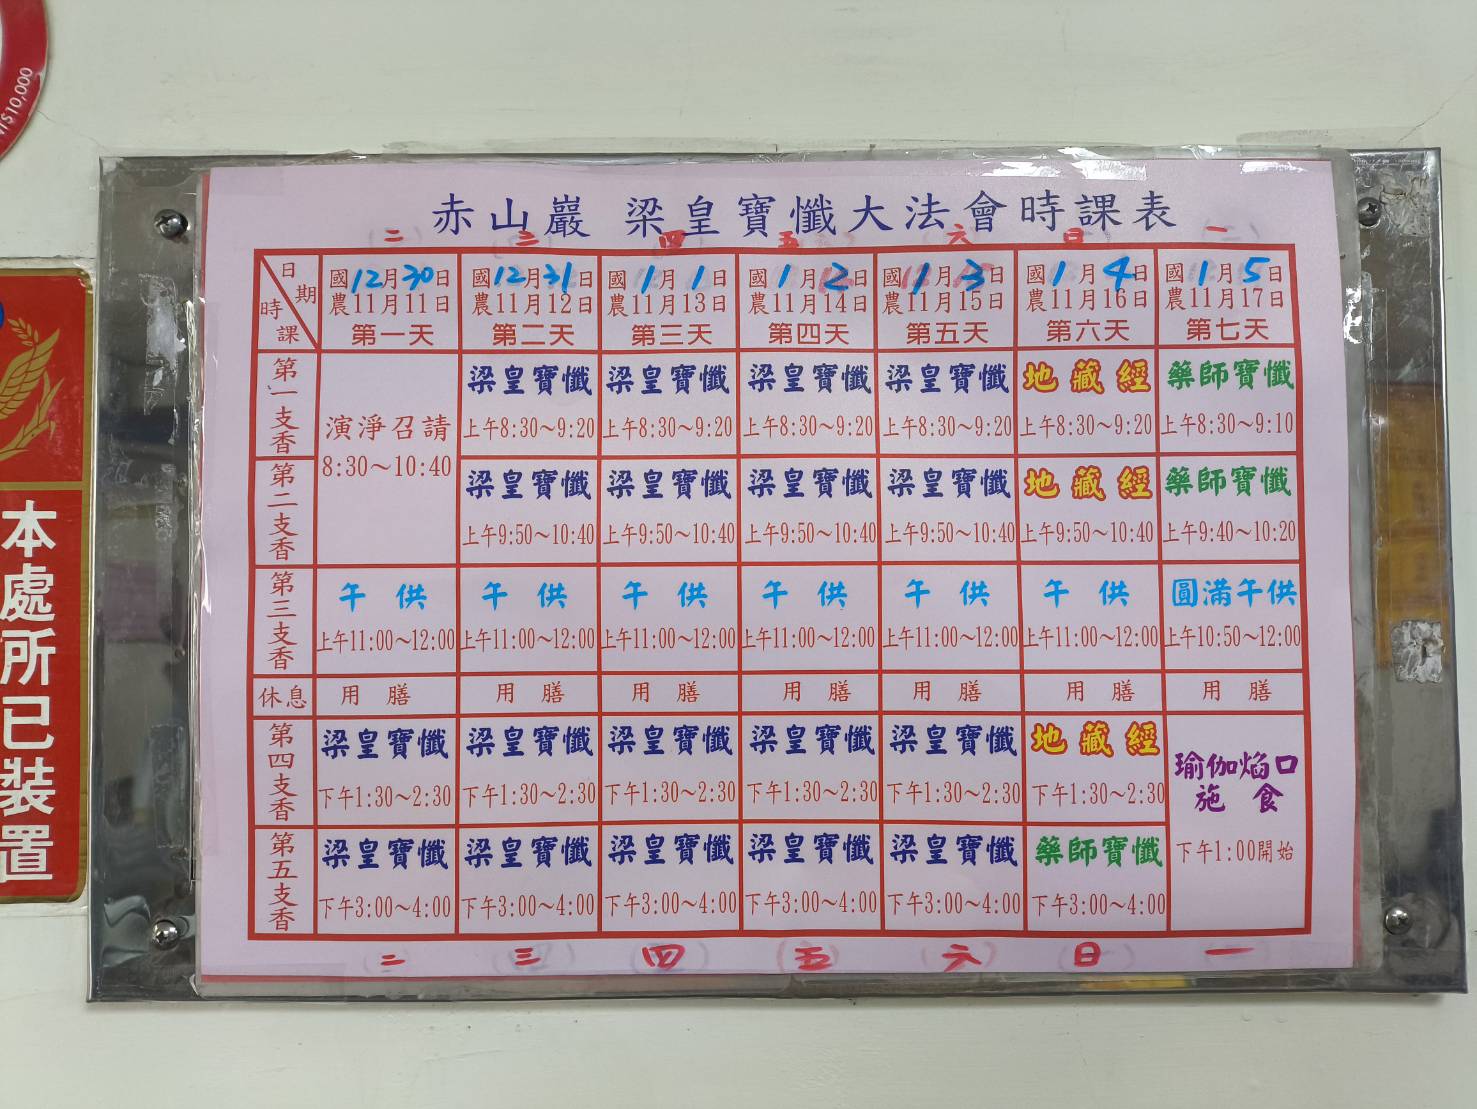 NT$10,000
本處所已裝置
赤山巖 梁皇寶懺大法會時課表
二 三 四 五 六 日 一
日期 時課
國12月30日 國12月31日 國1月1日 國1月2日 國1月3日 國1月4日 國1月5日
農11月11日 農11月12日 農11月13日 農11月14日 農11月15日 農11月16日 農11月17日
第一天 第二天 第三天 第四天 第五天 第六天 第七天
第一支香
演淨召請
8:30~10:40
梁皇寶懺 梁皇寶懺 梁皇寶懺 梁皇寶懺 地藏經 藥師寶懺
上午8:30~9:20 上午8:30~9:20 上午8:30~9:20 上午8:30~9:20 上午8:30~9:20 上午8:30~9:10
第二支香
梁皇寶懺 梁皇寶懺 梁皇寶懺 梁皇寶懺 地藏經 藥師寶懺
上午9:50~10:40 上午9:50~10:40 上午9:50~10:40 上午9:50~10:40 上午9:50~10:40 上午9:40~10:20
第三支香
午供 午供 午供 午供 午供 午供 圓滿午供
上午11:00~12:00 上午11:00~12:00 上午11:00~12:00 上午11:00~12:00 上午11:00~12:00 上午11:00~12:00 上午10:50~12:00
休息 用膳 用膳 用膳 用膳 用膳 用膳 用膳
第四支香
梁皇寶懺 梁皇寶懺 梁皇寶懺 梁皇寶懺 梁皇寶懺 地藏經
下午1:30~2:30 下午1:30~2:30 下午1:30~2:30 下午1:30~2:30 下午1:30~2:30 下午1:30~2:30
瑜伽焰口
施食
下午1:00開始
第五支香
梁皇寶懺 梁皇寶懺 梁皇寶懺 梁皇寶懺 梁皇寶懺 藥師寶懺
下午3:00~4:00 下午3:00~4:00 下午3:00~4:00 下午3:00~4:00 下午3:00~4:00 下午3:00~4:00
二 三 四 五 六 日 一